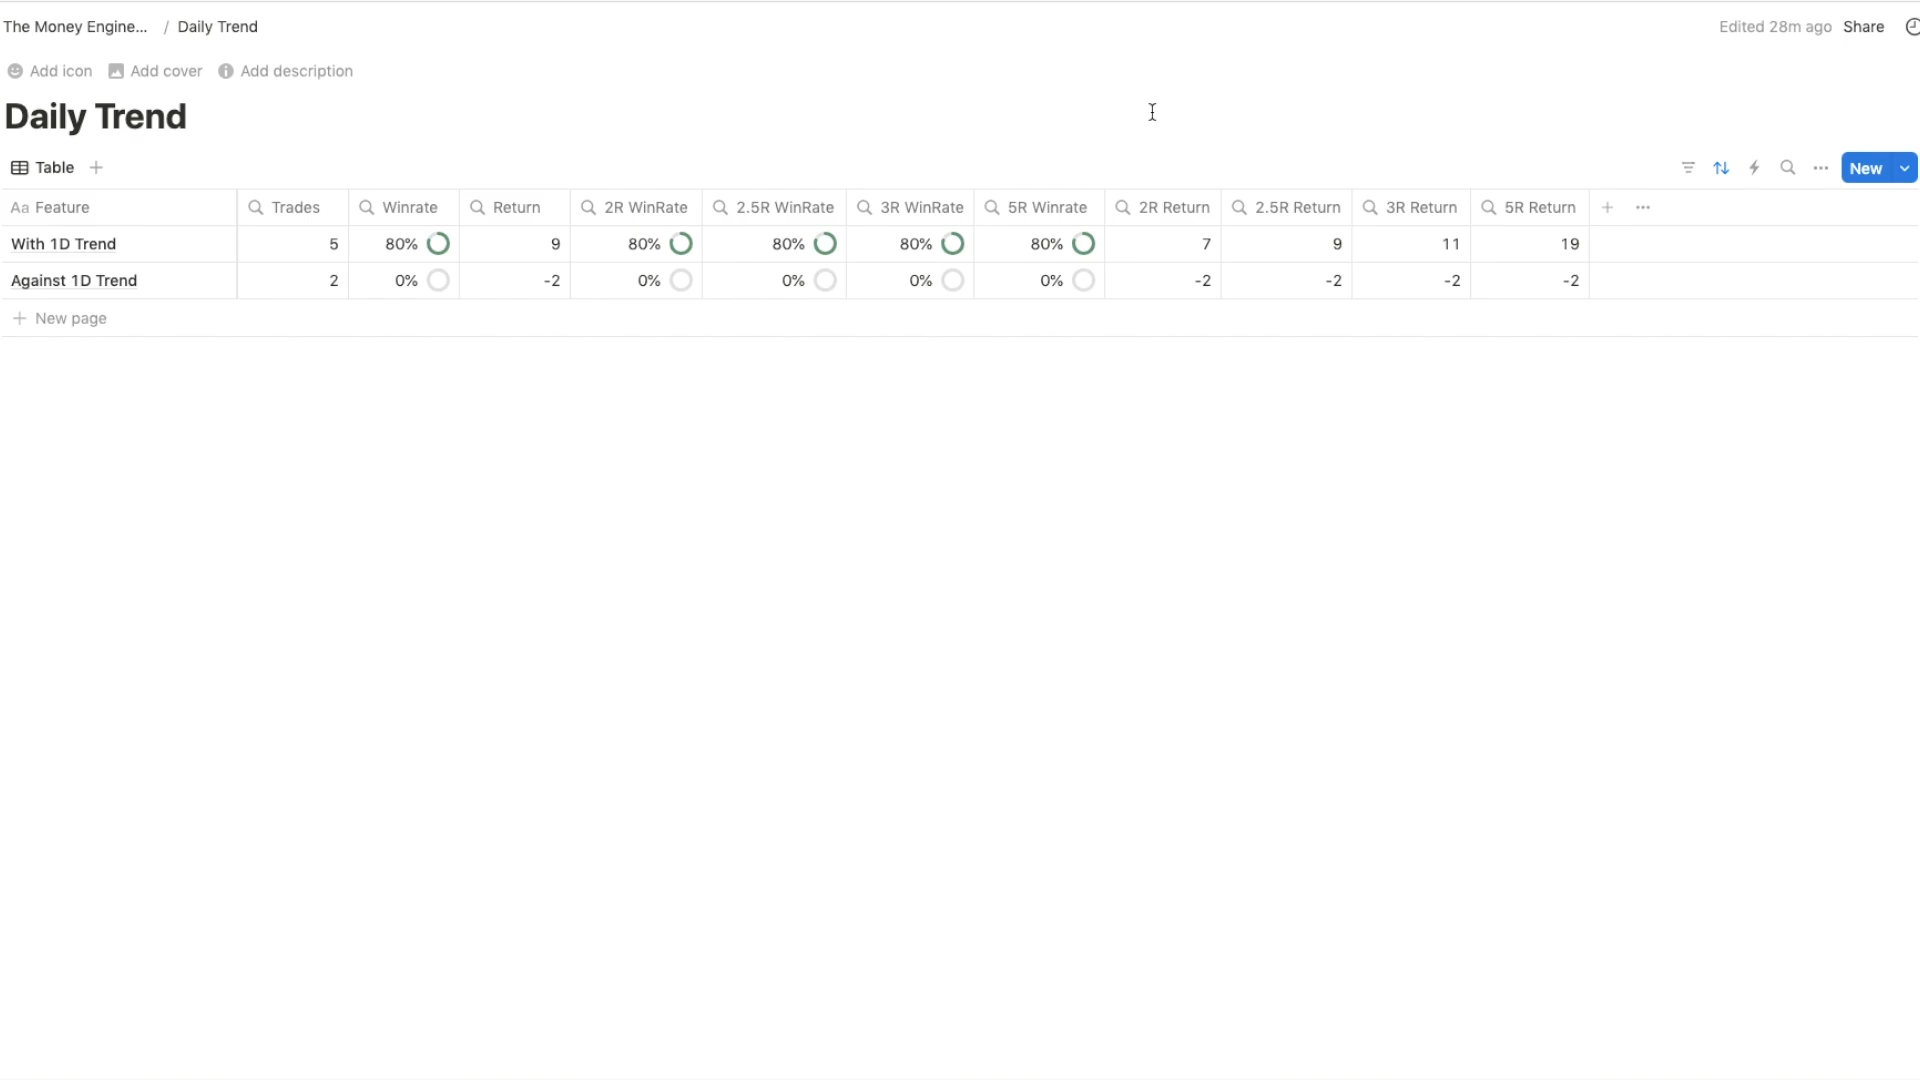 The Money Engine... / Daily Trend Edited 28m ago Share
Add icon Add cover Add description
Daily Trend
Table New
Aa Feature Trades Winrate Return 2R WinRate 2.5R WinRate 3R WinRate 5R Winrate 2R Return 2.5R Return 3R Return 5R Return
With 1D Trend 5 80% 9 80% 80% 80% 80% 7 9 11 19
Against 1D Trend 2 0% -2 0% 0% 0% 0% -2 -2 -2 -2
New page